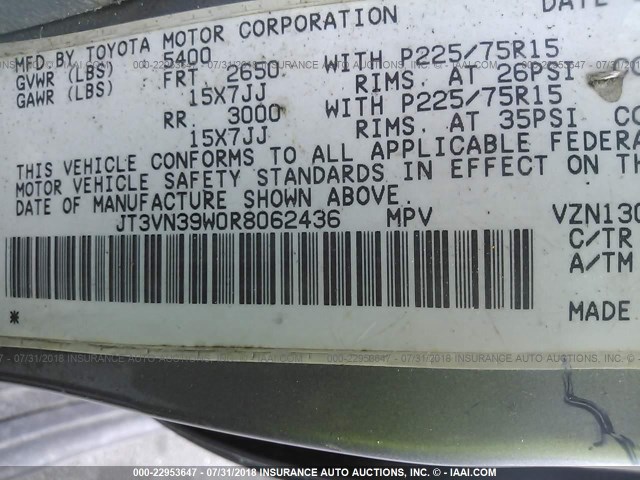 DATE
MFD BY TOYOTA MOTOR CORPORATION
GVWR (LBS) 5400
GAWR (LBS) FRT 2650 WITH P225/75R15
15X7JJ RIMS, AT 26PSI
RR 3000 WITH P225/75R15
15X7JJ RIMS, AT 35PSI
THIS VEHICLE CONFORMS TO ALL APPLICABLE
MOTOR VEHICLE SAFETY STANDARDS IN EFFECT ON
DATE OF MANUFACTURE SHOWN ABOVE.
JT3VN39W0R8062436 MPV VZN130
C/TR
A/TM
MADE
*
000-22953647 - 07/31/2018 INSURANCE AUTO AUCTIONS, INC. © - IAAI.COM